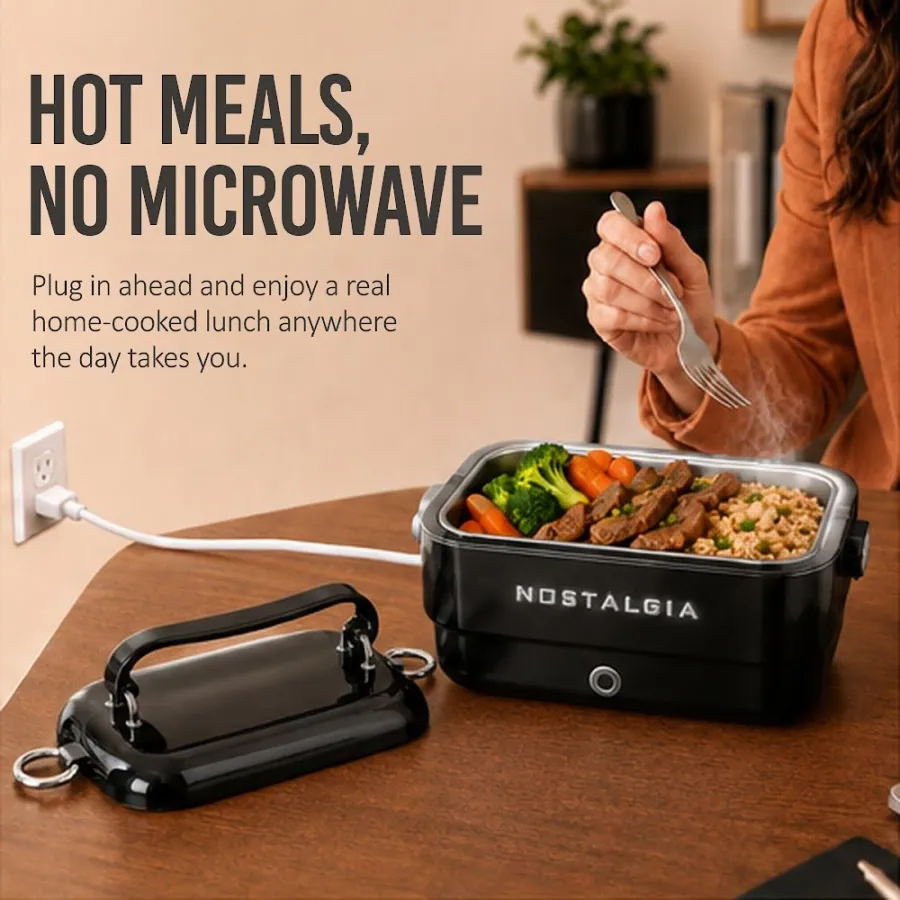 HOT MEALS,
NO MICROWAVE
Plug in ahead and enjoy a real
home-cooked lunch anywhere
the day takes you.
NOSTALGIA